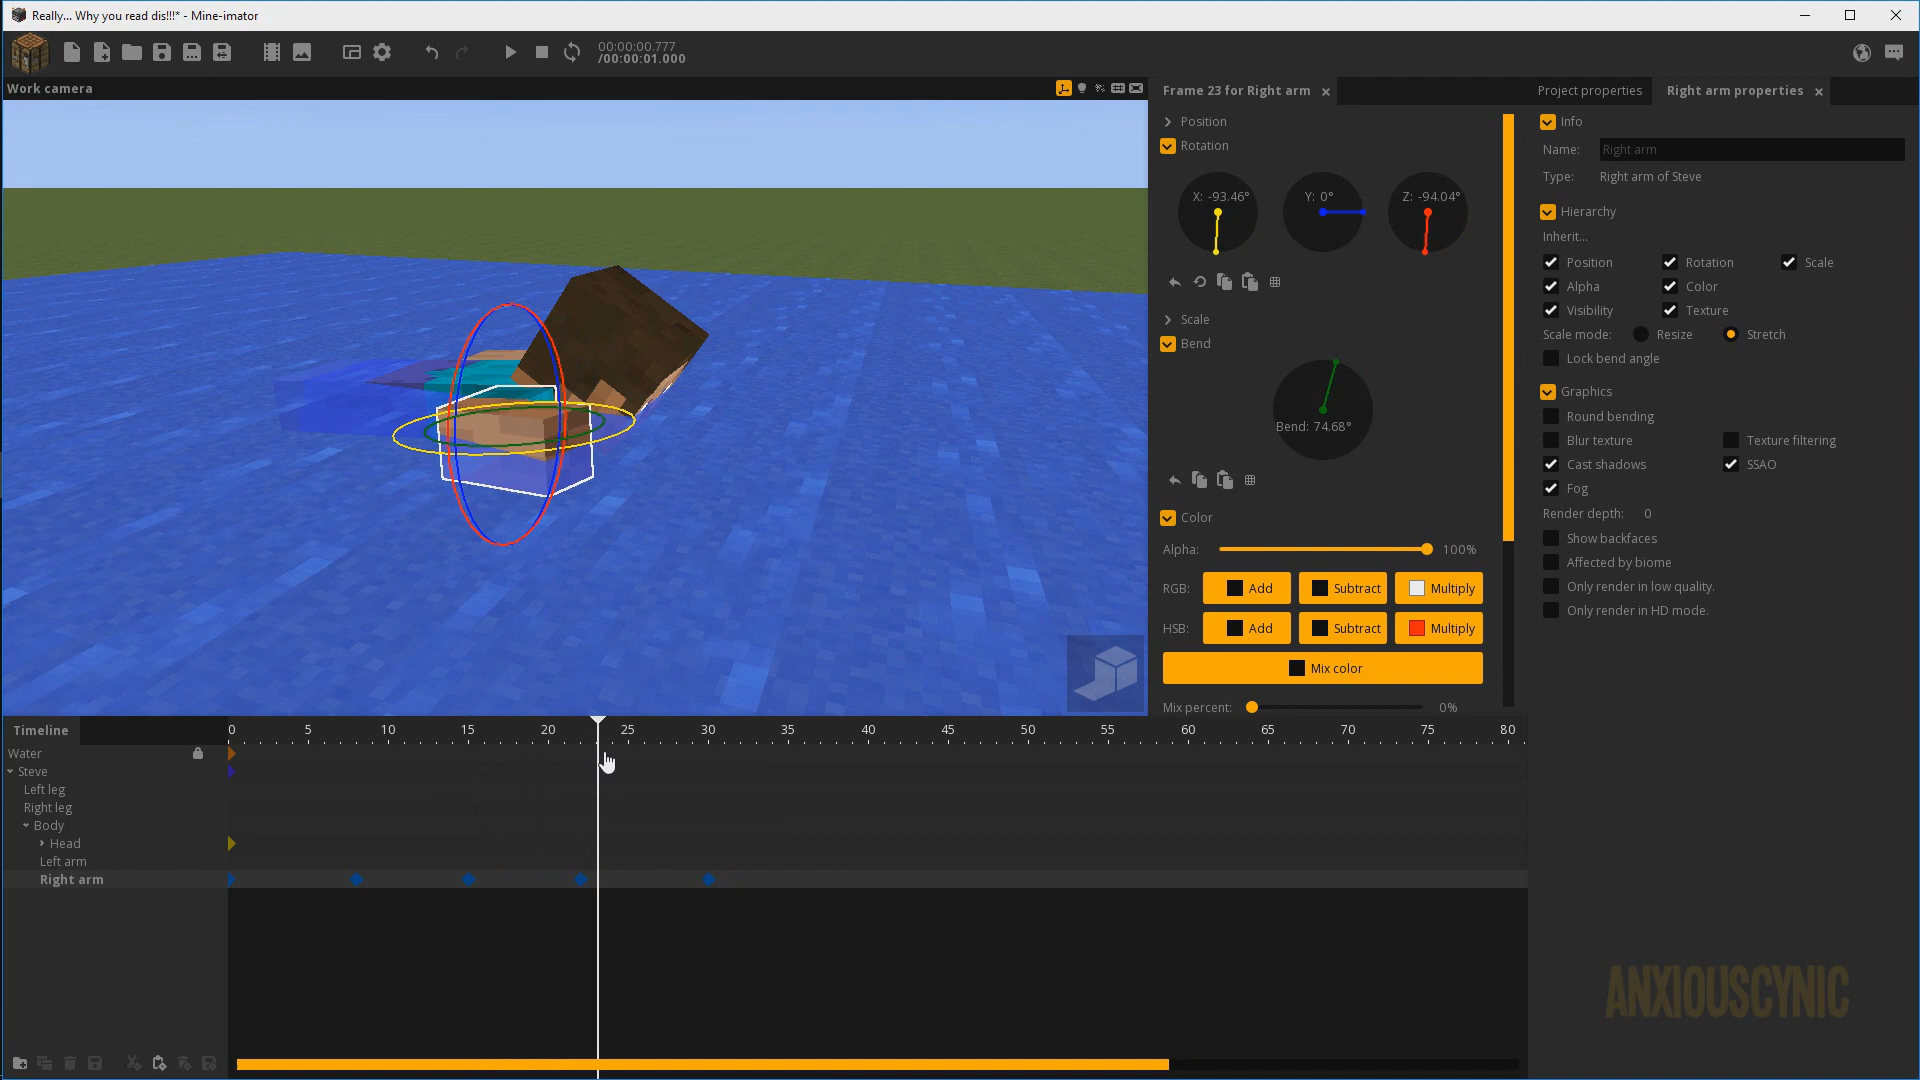 Really... Why you read dis!!!* - Mine-imator
00:00:00.777
/00:00:01.000
Work camera
Frame 23 for Right arm
Position
Rotation
X: -93.46°
Y: 0°
Z: -94.04°
Scale
Bend
Bend: 74.68°
Color
Alpha:
100%
RGB:
Add
Subtract
Multiply
HSB:
Add
Subtract
Multiply
Mix color
Mix percent:
0%
Project properties
Right arm properties
Info
Name:
Right arm
Type:
Right arm of Steve
Hierarchy
Inherit...
Position
Rotation
Scale
Alpha
Color
Visibility
Texture
Scale mode:
Resize
Stretch
Lock bend angle
Graphics
Round bending
Blur texture
Texture filtering
Cast shadows
SSAO
Fog
Render depth:
0
Show backfaces
Affected by biome
Only render in low quality.
Only render in HD mode.
Timeline
0 5 10 15 20 25 30 35 40 45 50 55 60 65 70 75 80
Water
Steve
Left leg
Right leg
Body
Head
Left arm
Right arm
ANXIOUSCYNIC